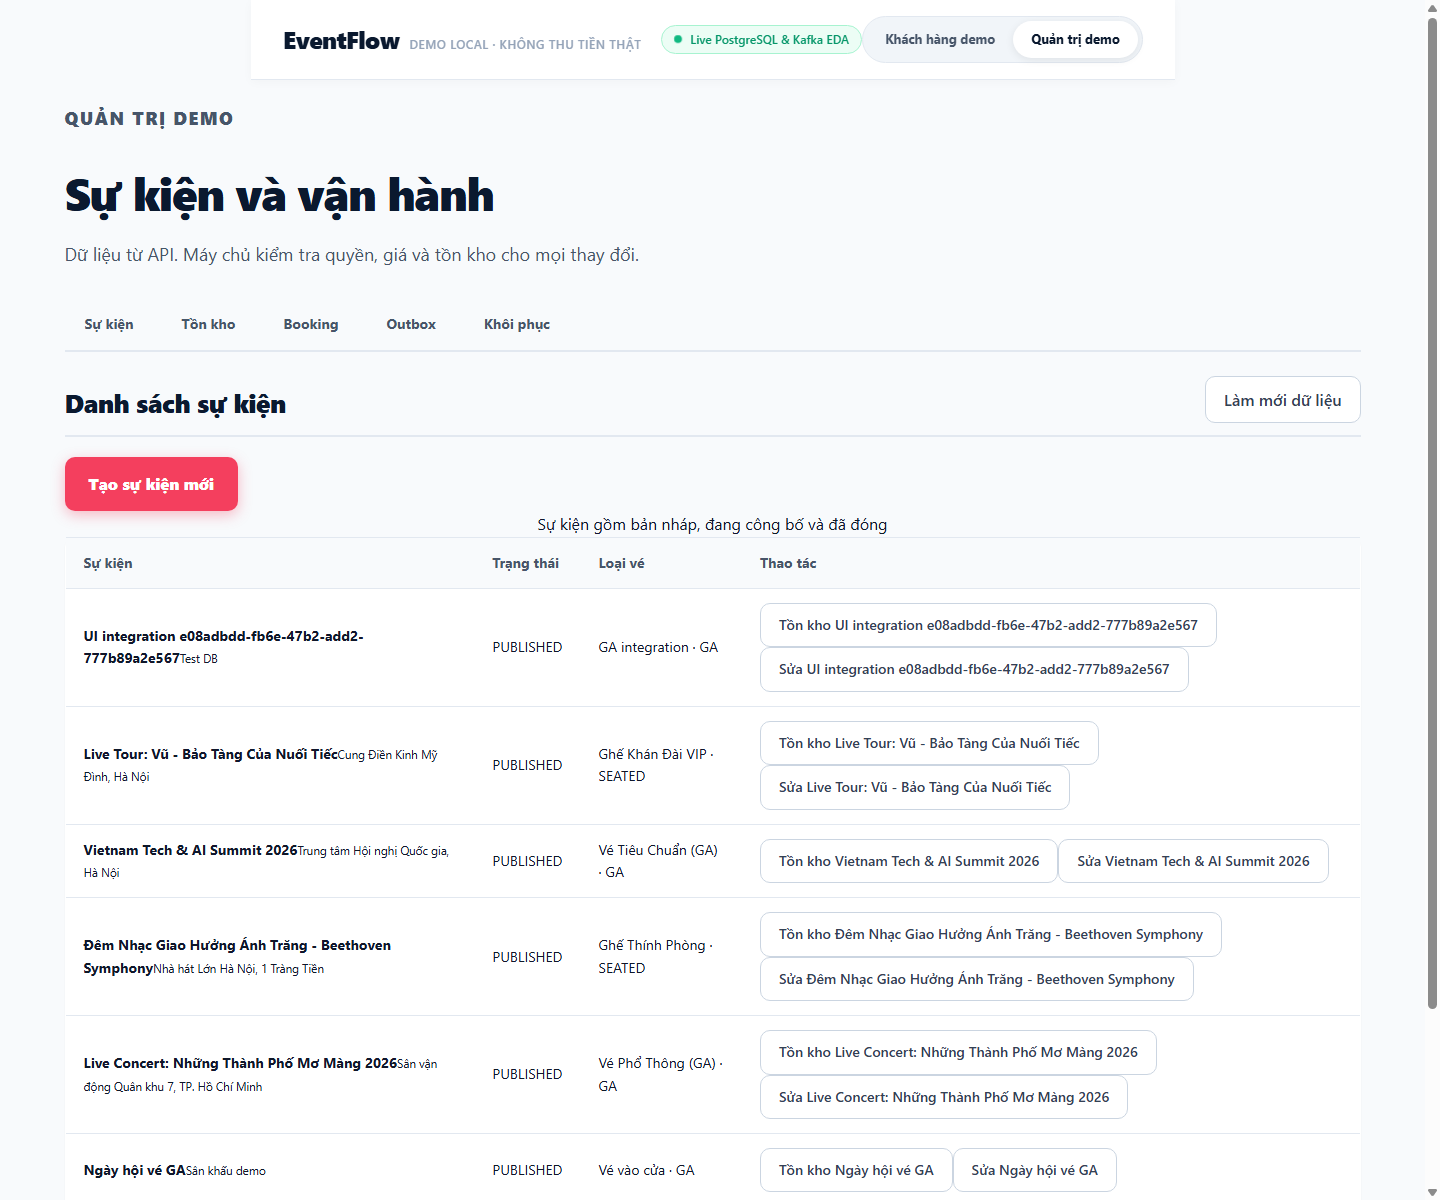 EventFlow DEMO LOCAL · KHÔNG THU TIỀN THẬT Live PostgreSQL & Kafka EDA Khách hàng demo Quản trị demo
QUẢN TRỊ DEMO
Sự kiện và vận hành
Dữ liệu từ API. Máy chủ kiểm tra quyền, giá và tồn kho cho mọi thay đổi.
Sự kiện Tồn kho Booking Outbox Khôi phục
Danh sách sự kiện Làm mới dữ liệu
Tạo sự kiện mới
Sự kiện gồm bản nháp, đang công bố và đã đóng
Sự kiện Trạng thái Loại vé Thao tác
UI integration e08adbdd-fb6e-47b2-add2-
777b89a2e567Test DB
PUBLISHED
GA integration · GA
Tồn kho UI integration e08adbdd-fb6e-47b2-add2-777b89a2e567
Sửa UI integration e08adbdd-fb6e-47b2-add2-777b89a2e567
Live Tour: Vũ - Bảo Tàng Của Nuối TiếcCung Điền Kinh Mỹ
Đình, Hà Nội
PUBLISHED
Ghế Khán Đài VIP ·
SEATED
Tồn kho Live Tour: Vũ - Bảo Tàng Của Nuối Tiếc
Sửa Live Tour: Vũ - Bảo Tàng Của Nuối Tiếc
Vietnam Tech & AI Summit 2026Trung tâm Hội nghị Quốc gia,
Hà Nội
PUBLISHED
Vé Tiêu Chuẩn (GA)
· GA
Tồn kho Vietnam Tech & AI Summit 2026 Sửa Vietnam Tech & AI Summit 2026
Đêm Nhạc Giao Hưởng Ánh Trăng - Beethoven
SymphonyNhà hát Lớn Hà Nội, 1 Tràng Tiền
PUBLISHED
Ghế Thính Phòng ·
SEATED
Tồn kho Đêm Nhạc Giao Hưởng Ánh Trăng - Beethoven Symphony
Sửa Đêm Nhạc Giao Hưởng Ánh Trăng - Beethoven Symphony
Live Concert: Những Thành Phố Mơ Màng 2026Sân vận
động Quân khu 7, TP. Hồ Chí Minh
PUBLISHED
Vé Phổ Thông (GA) ·
GA
Tồn kho Live Concert: Những Thành Phố Mơ Màng 2026
Sửa Live Concert: Những Thành Phố Mơ Màng 2026
Ngày hội vé GASân khấu demo
PUBLISHED
Vé vào cửa · GA
Tồn kho Ngày hội vé GA Sửa Ngày hội vé GA